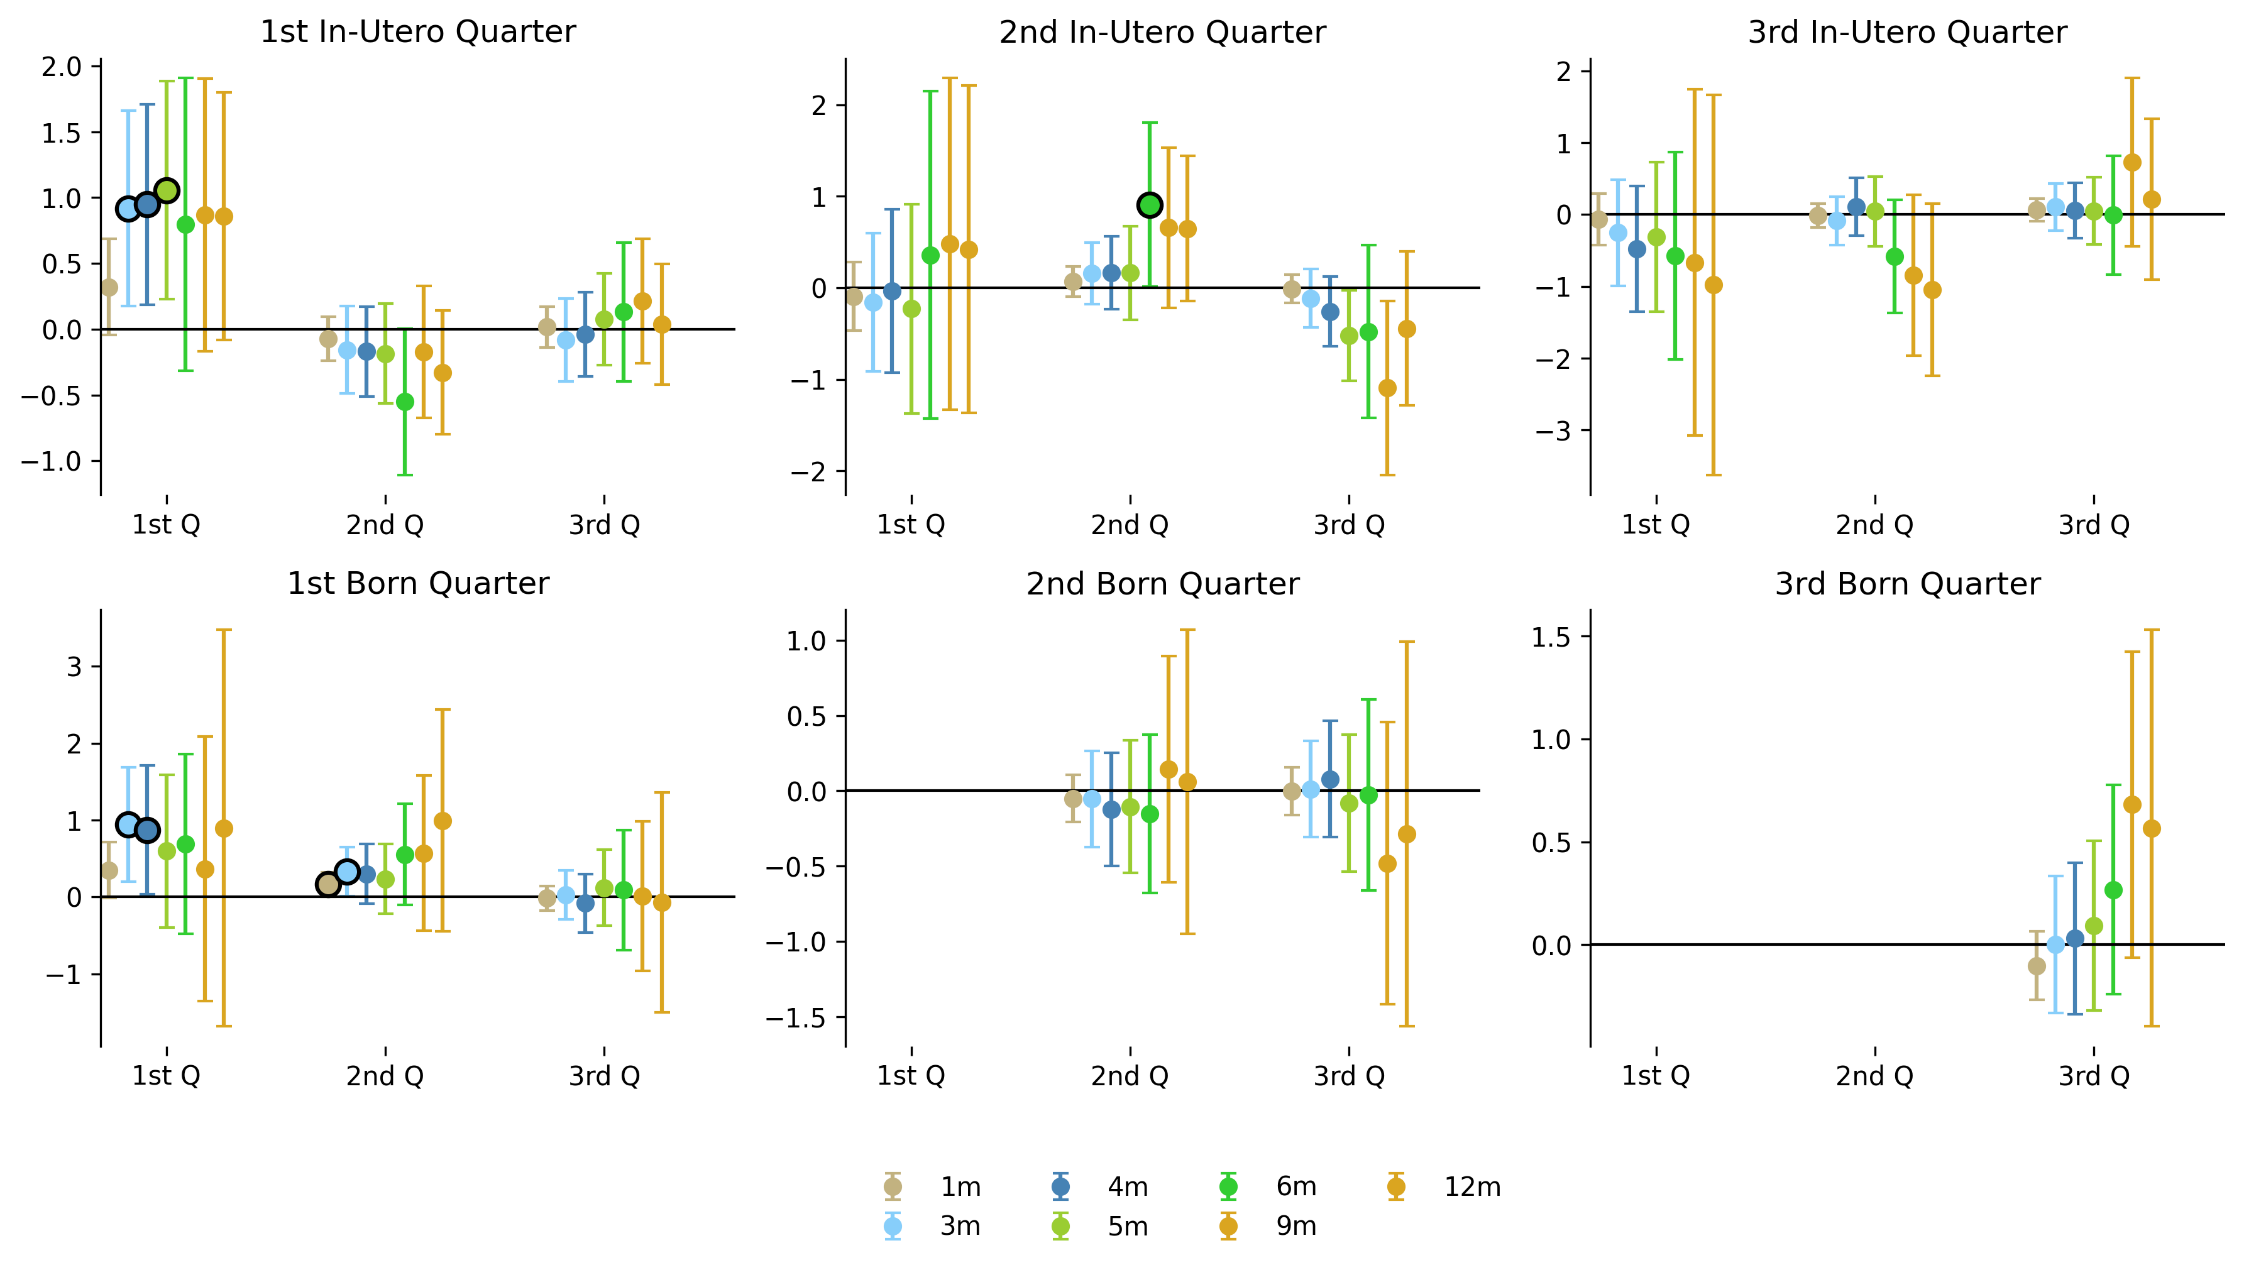 1st In-Utero Quarter
2.0
1.5
1.0
0.5
0.0
−0.5
−1.0
1st Q 2nd Q 3rd Q
2nd In-Utero Quarter
2
1
0
−1
−2
1st Q 2nd Q 3rd Q
3rd In-Utero Quarter
2
1
0
−1
−2
−3
1st Q 2nd Q 3rd Q
1st Born Quarter
3
2
1
0
−1
1st Q 2nd Q 3rd Q
2nd Born Quarter
1.0
0.5
0.0
−0.5
−1.0
−1.5
1st Q 2nd Q 3rd Q
3rd Born Quarter
1.5
1.0
0.5
0.0
1st Q 2nd Q 3rd Q
1m 4m 6m 12m
3m 5m 9m